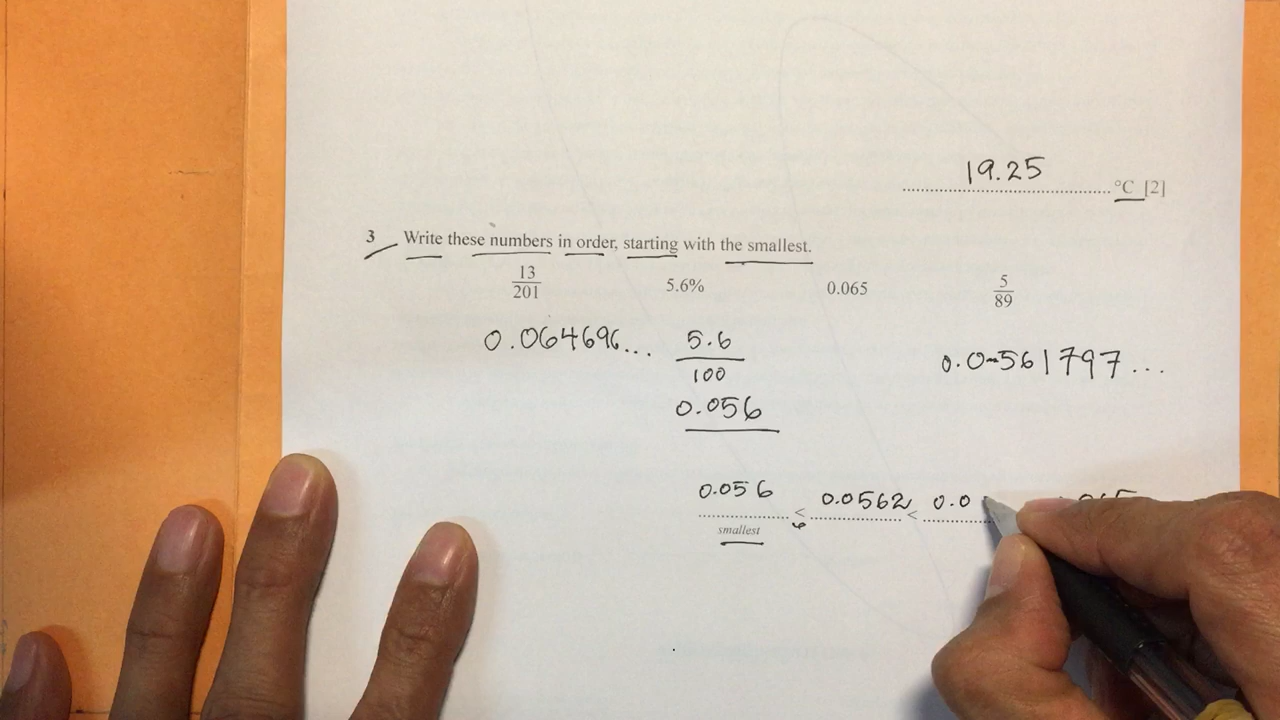 19.25
°C [2]
3 Write these numbers in order, starting with the smallest.
13/201 5.6% 0.065 5/89
0.064696... 5.6/100 0.0561797...
0.056
0.056 < 0.0562 < 0.0
smallest